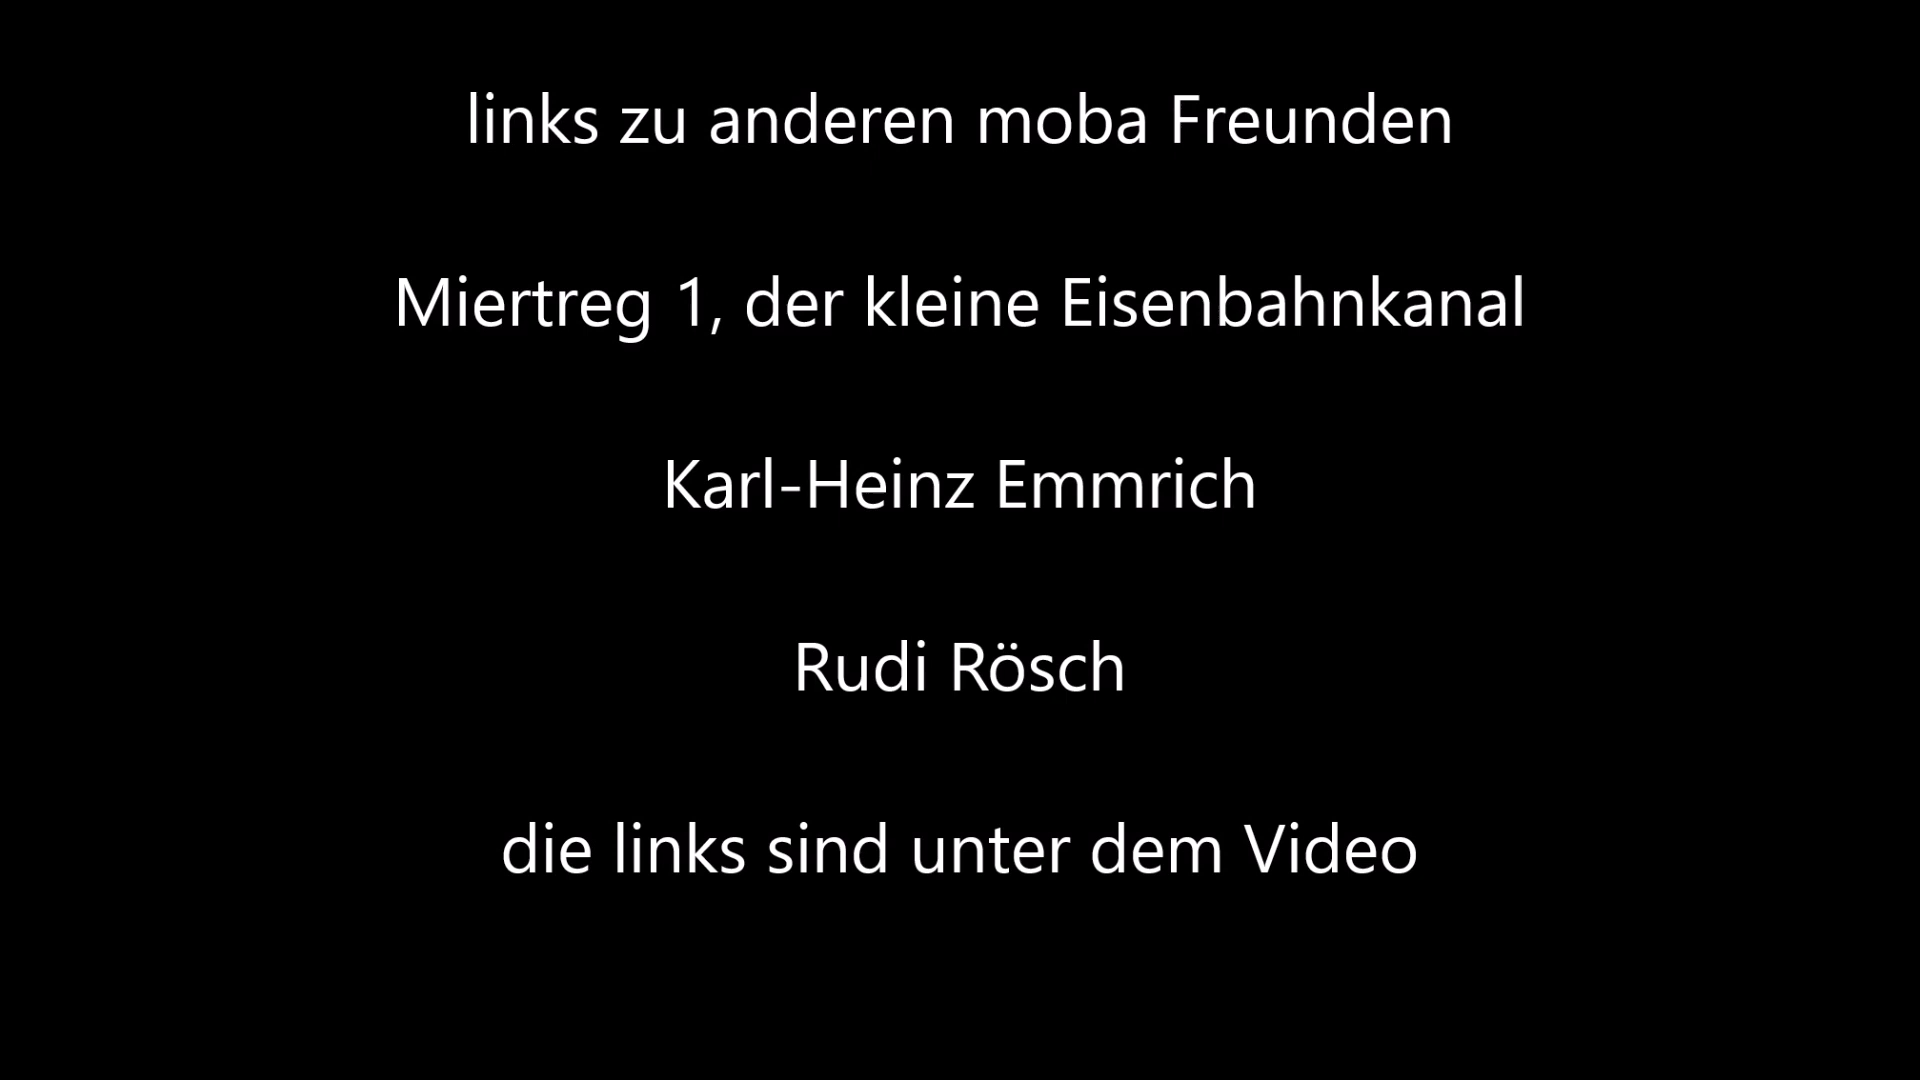 links zu anderen moba Freunden
Miertreg 1, der kleine Eisenbahnkanal
Karl-Heinz Emmrich
Rudi Rösch
die links sind unter dem Video